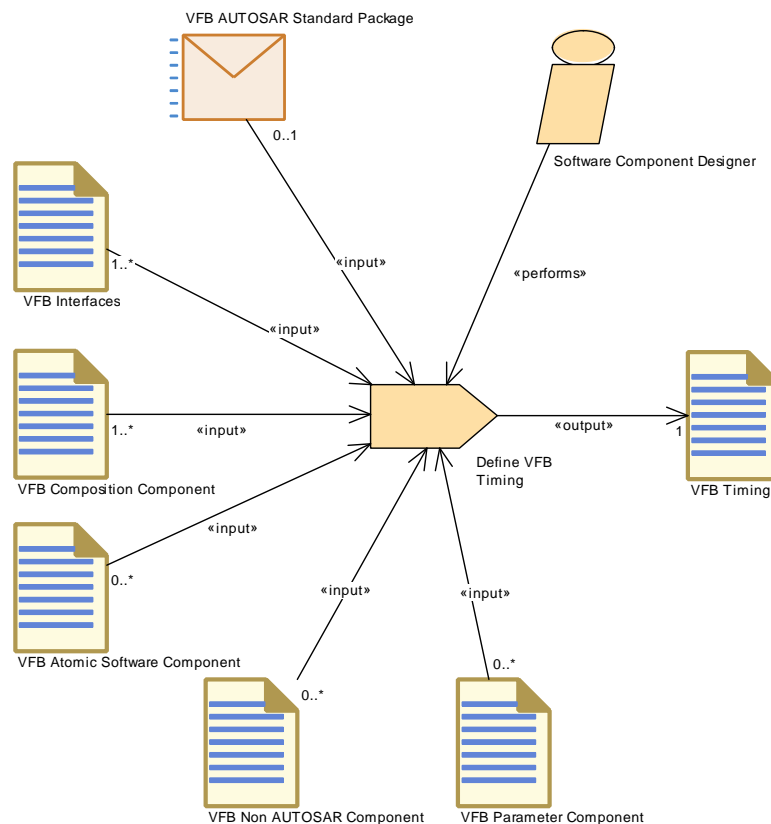 VFB AUTOSAR Standard Package
0..1
Software Component Designer
«input»
«performs»
1..*
VFB Interfaces
«input»
1..*
«input»
VFB Composition Component
«output»
1
Define VFB
Timing
VFB Timing
«input»
0..*
VFB Atomic Software Component
«input»
«input»
0..*
0..*
VFB Non AUTOSAR Component
VFB Parameter Component